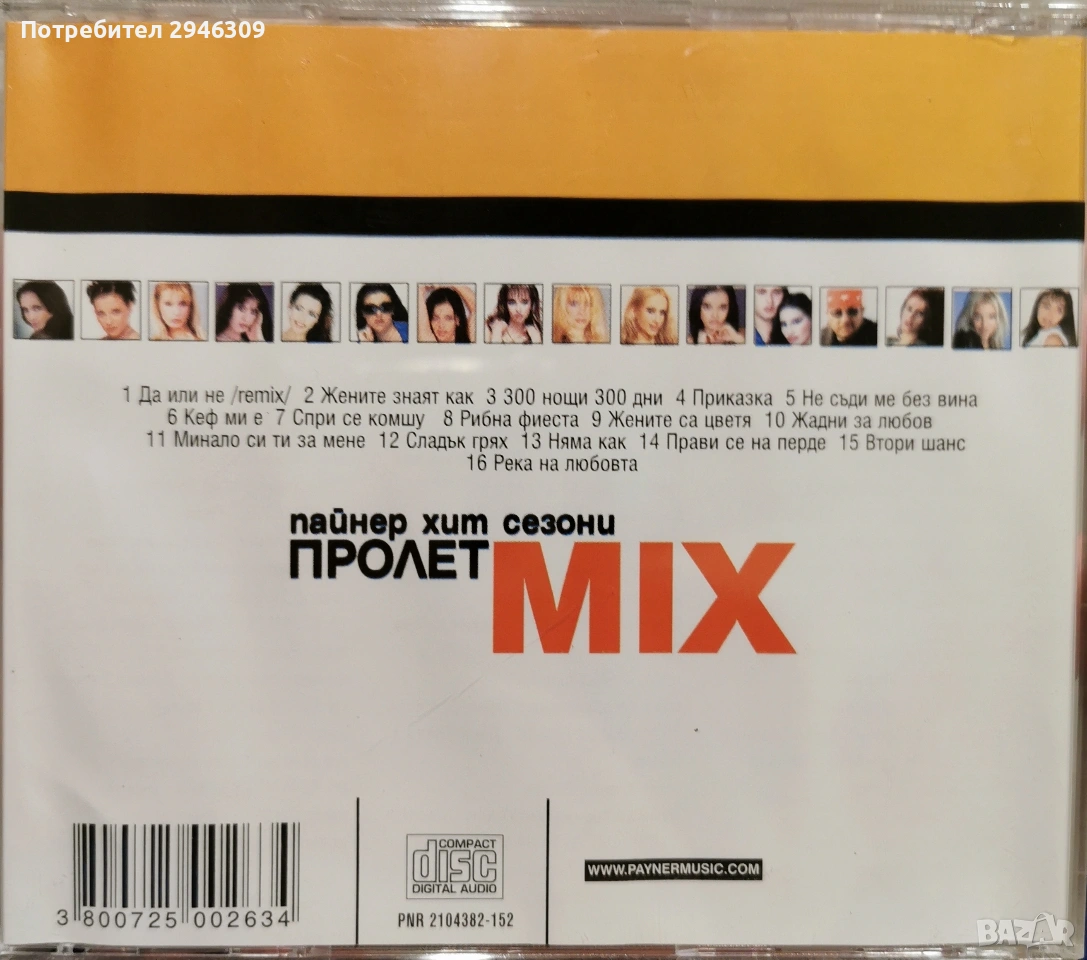 Потребител 2946309
1 Да или не /remix/ 2 Жените знаят как 3 300 нощи 300 дни 4 Приказка 5 Не съди ме без вина
6 Кеф ми е 7 Спри се комшу 8 Рибна фиеста 9 Жените са цветя 10 Жадни за любов
11 Минало си ти за мене 12 Сладък грях 13 Няма как 14 Прави се на перде 15 Втори шанс
16 Река на любовта
пайнер хит сезони
ПРОЛЕТ MIX
COMPACT
disc
DIGITAL AUDIO
WWW.PAYNERMUSIC.COM
3 800725 002634
PNR 2104382-152
BAZAR